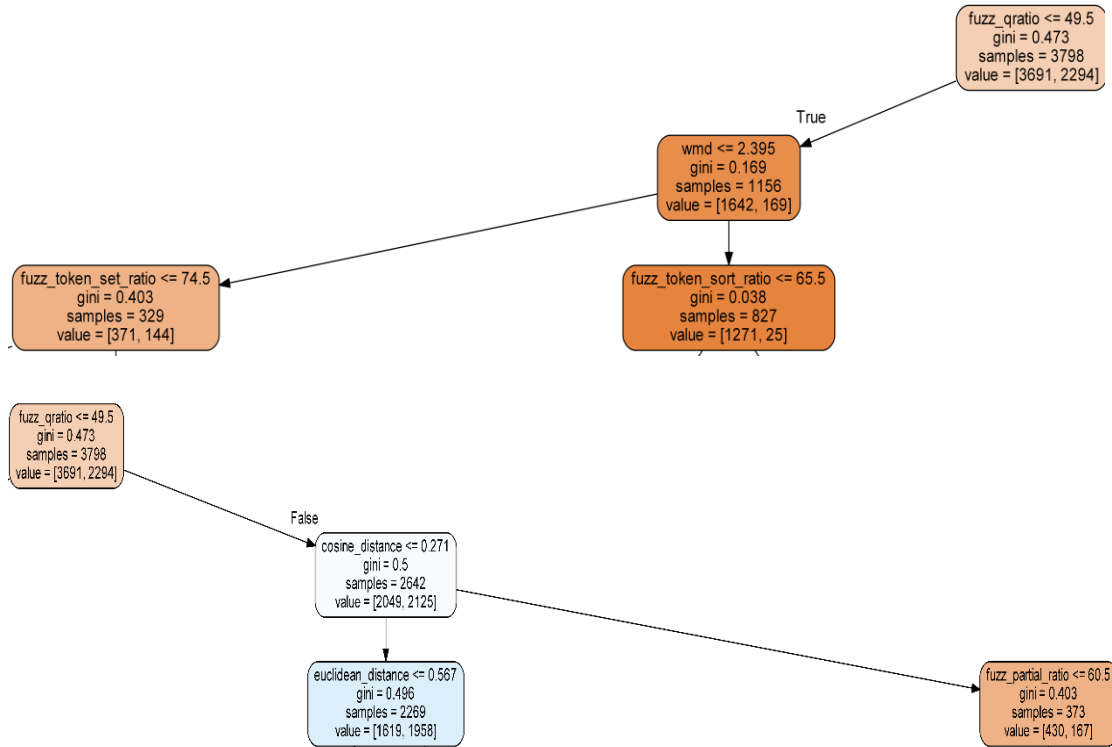 fuzz_qratio <= 49.5
gini = 0.473
samples = 3798
value = [3691, 2294]
True
wmd <= 2.395
gini = 0.169
samples = 1156
value = [1642, 169]
fuzz_token_set_ratio <= 74.5
gini = 0.403
samples = 329
value = [371, 144]
fuzz_token_sort_ratio <= 65.5
gini = 0.038
samples = 827
value = [1271, 25]
fuzz_qratio <= 49.5
gini = 0.473
samples = 3798
value = [3691, 2294]
False
cosine_distance <= 0.271
gini = 0.5
samples = 2642
value = [2049, 2125]
euclidean_distance <= 0.567
gini = 0.496
samples = 2269
value = [1619, 1958]
fuzz_partial_ratio <= 60.5
gini = 0.403
samples = 373
value = [430, 167]